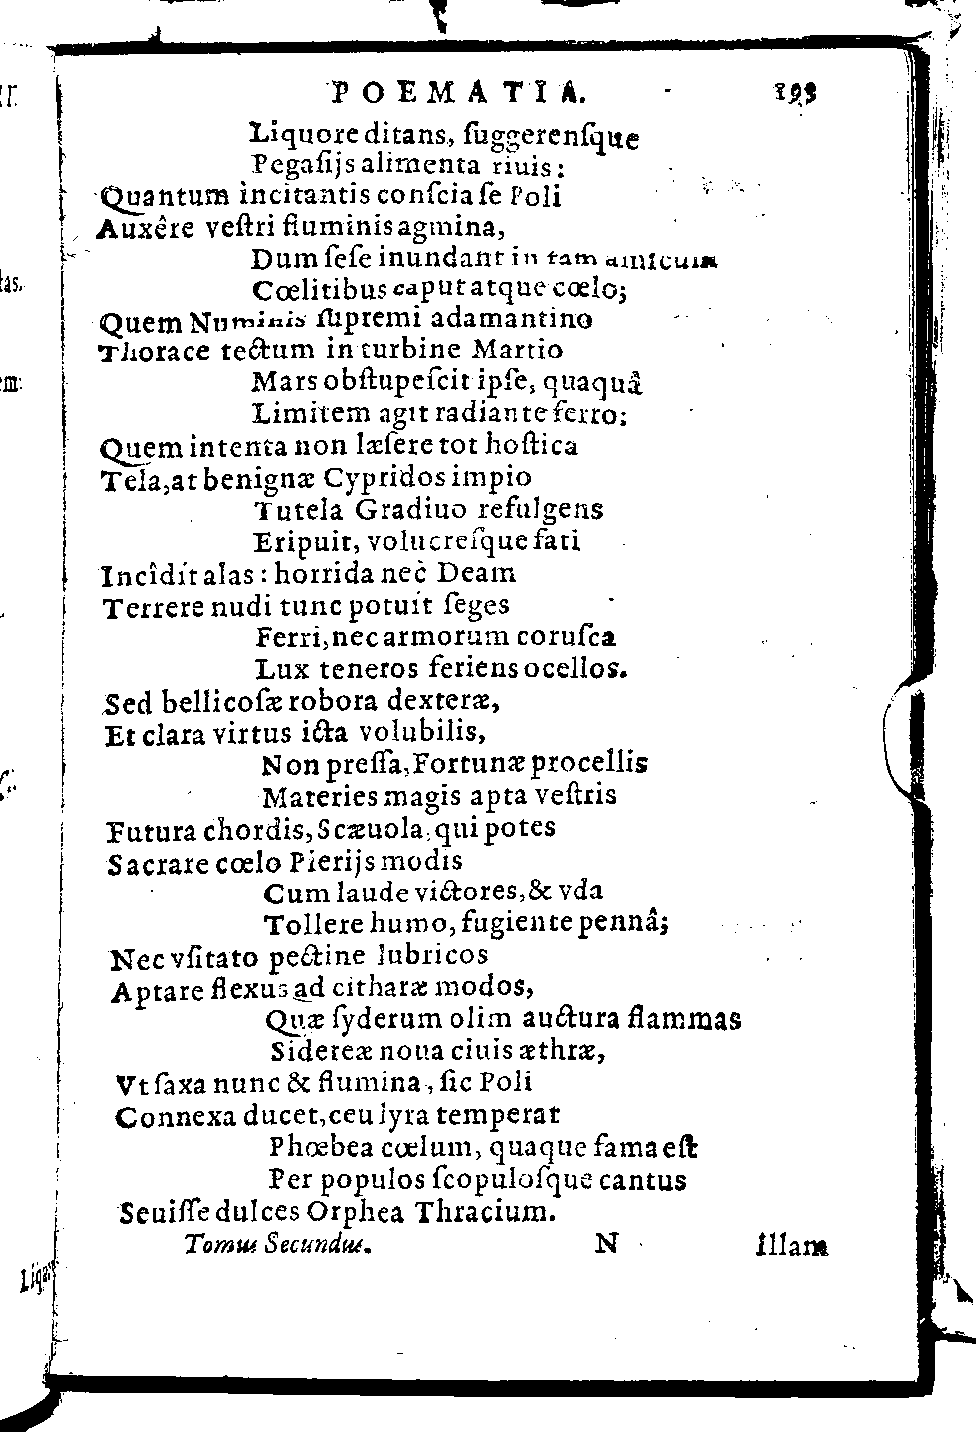 POEMATIA. 193
Liquore ditans, ſuggerenſque
Pegaſijs alimenta riuis:
Quantum incitantis conſcia ſe Poli
Auxêre veſtri fluminis agmina,
Dum ſeſe inundant in tam amicum
Cœlitibus caput atque cœlo;
Quem Numinis ſupremi adamantino
Thorace tectum in turbine Martio
Mars obſtupeſcit ipſe, quaquâ
Limitem agit radiante ferro;
Quem intenta non læſere tot hoſtica
Tela, at benignæ Cypridos impio
Tutela Gradiuo refulgens
Eripuit, volucreſque fati
Incîdit alas: horrida nec Deam
Terrere nudi tunc potuit ſeges
Ferri, nec armorum coruſca
Lux teneros feriens ocellos.
Sed bellicoſæ robora dexteræ,
Et clara virtus icta volubilis,
Non preſſa, Fortunæ procellis
Materies magis apta veſtris
Futura chordis, Scæuola, qui potes
Sacrare cœlo Pierijs modis
Cum laude victores, & vda
Tollere humo, fugiente pennâ;
Nec vſitato pectine lubricos
Aptare flexus ad citharæ modos,
Quæ ſyderum olim auctura flammas
Sidereæ noua ciuis æthræ,
Vt ſaxa nunc & flumina, ſic Poli
Connexa ducet, ceu lyra temperat
Phœbea cœlum, quaque fama eſt
Per populos ſcopuloſque cantus
Seuiſſe dulces Orphea Thracium.
Tomus Secundus. N Illam